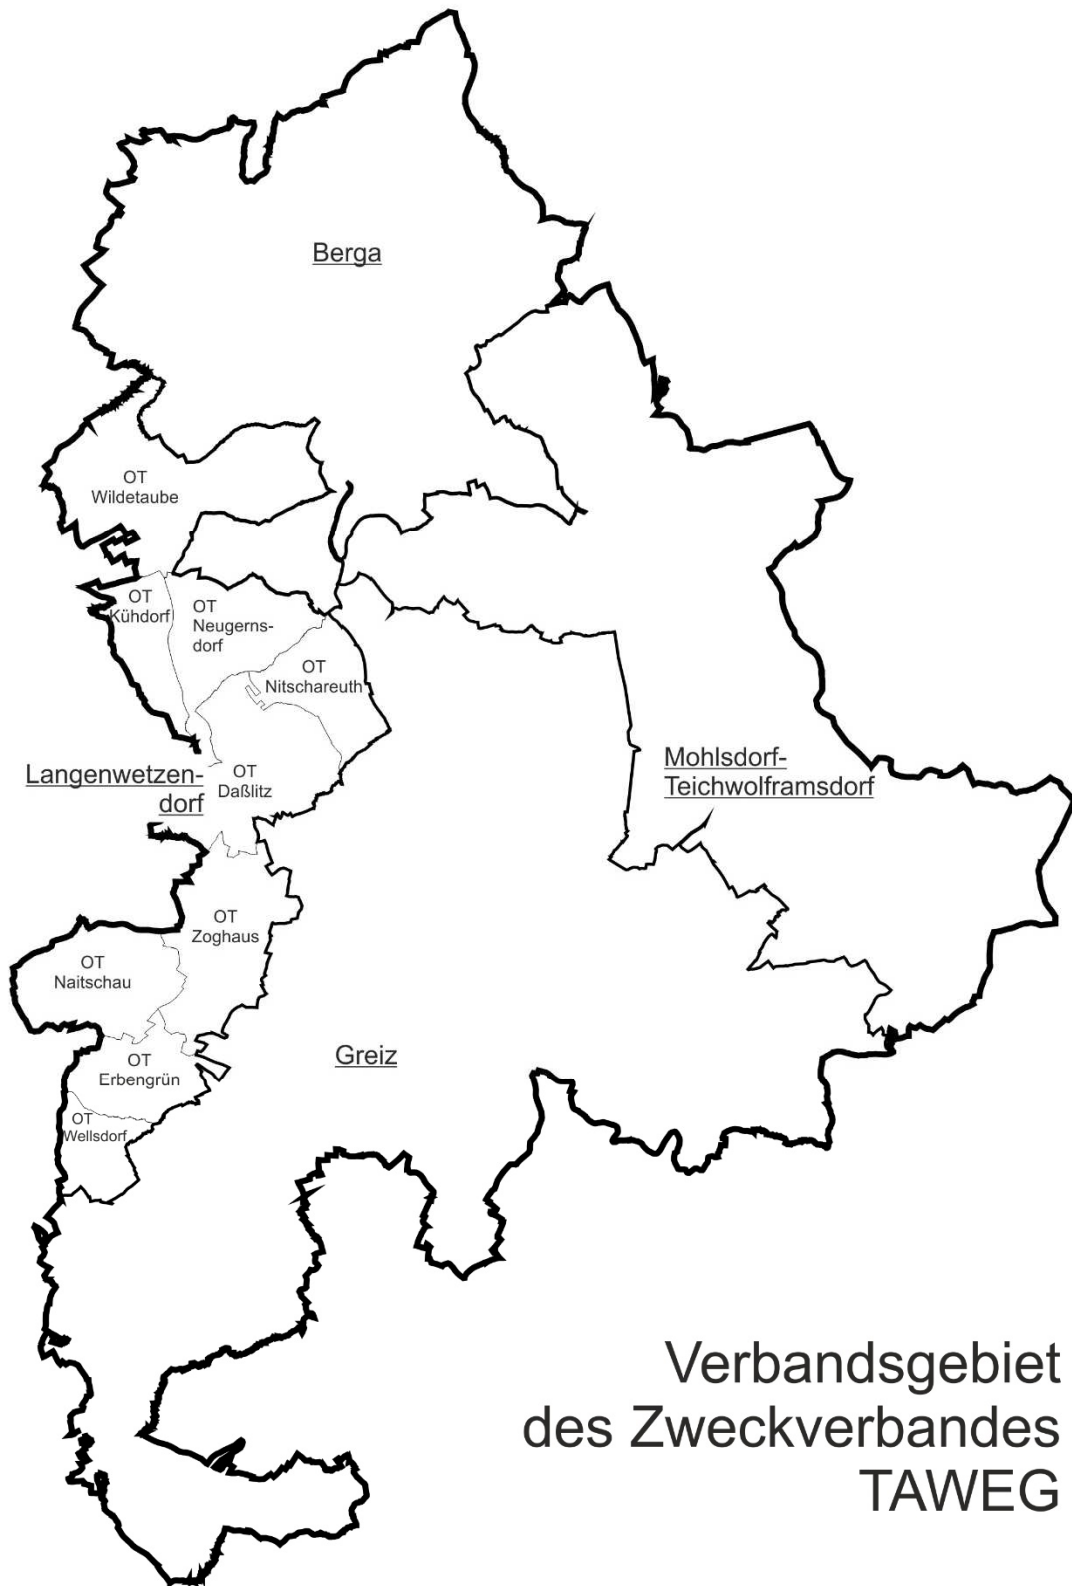 Berga
OT
Wildetaube
OT
Kühdorf
OT
Neugerns-
dorf
OT
Nitschareuth
Langenwetzen-
dorf
OT
Daßlitz
Mohlsdorf-
Teichwolframsdorf
OT
Zoghaus
OT
Naitschau
OT
Erbengrün
Greiz
OT
Wellsdorf
Verbandsgebiet
des Zweckverbandes
TAWEG